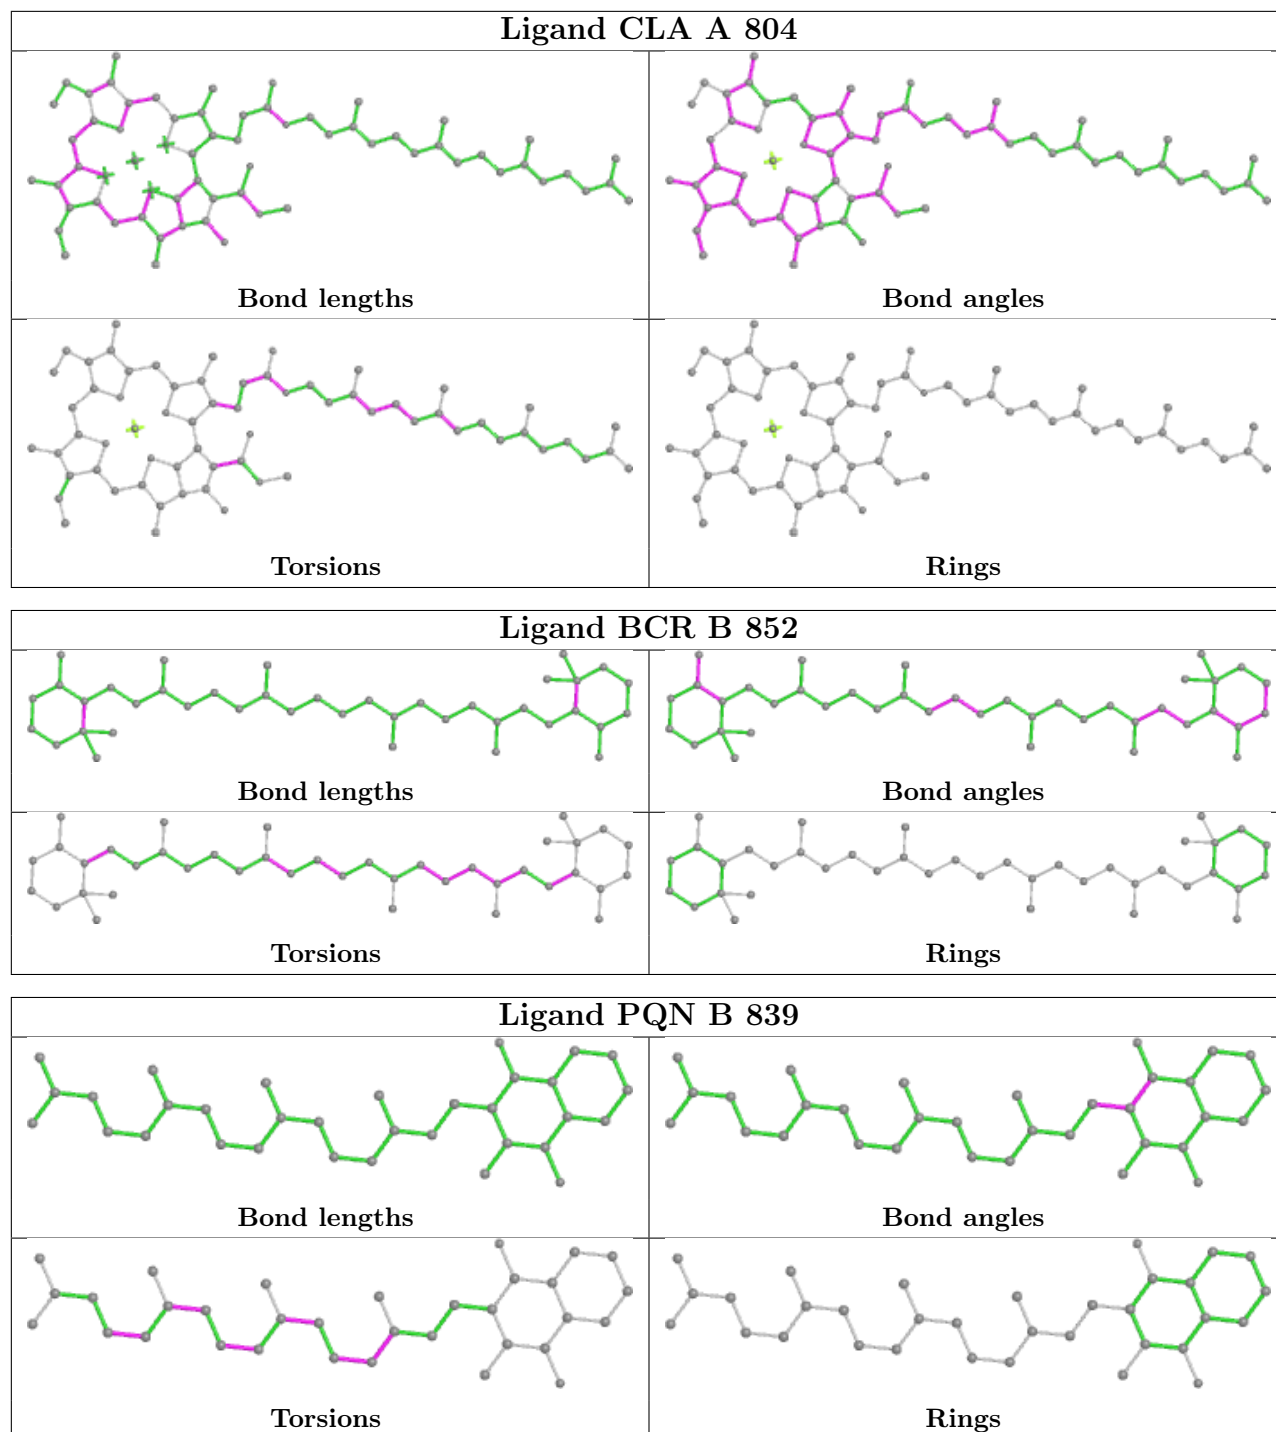 Ligand CLA A 804
Bond lengths
Bond angles
Torsions
Rings
Ligand BCR B 852
Bond lengths
Bond angles
Torsions
Rings
Ligand PQN B 839
Bond lengths
Bond angles
Torsions
Rings